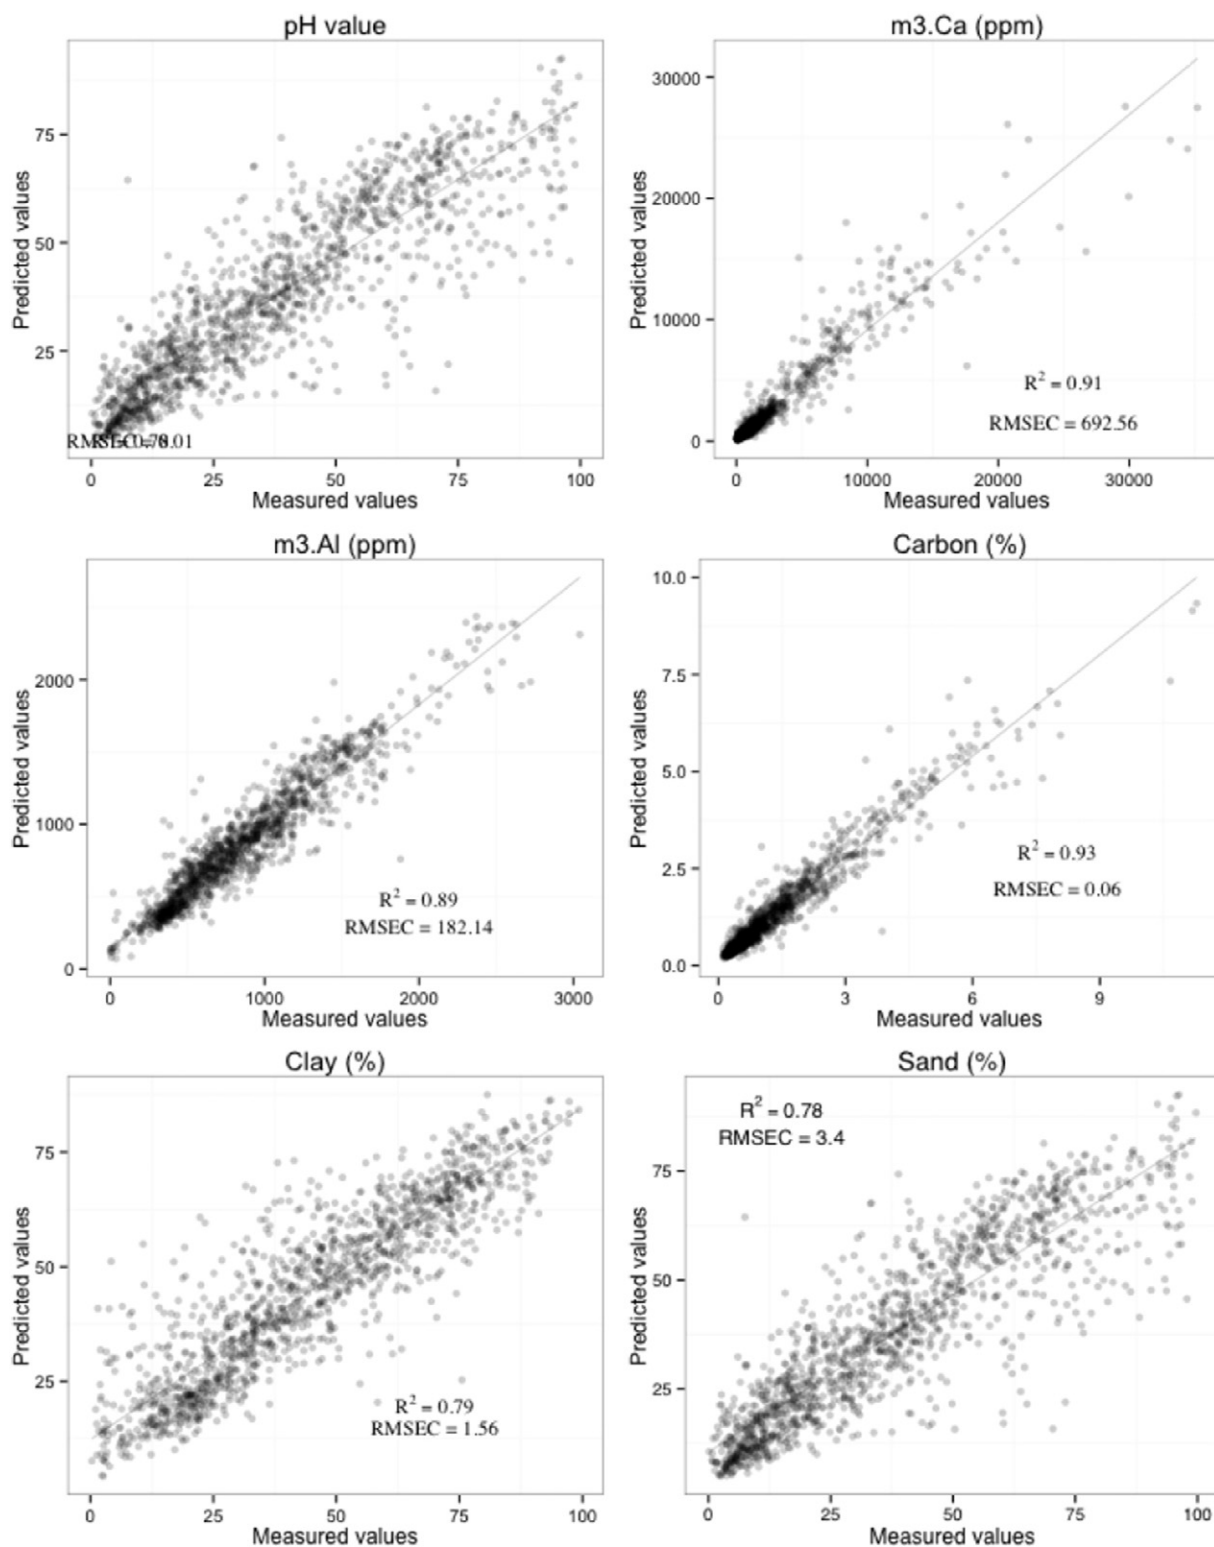 pH value
Predicted values
75
50
25
0
25
50
75
100
Measured values
m3.Ca (ppm)
Predicted values
30000
20000
10000
0
R² = 0.91
RMSEC = 692.56
0
10000
20000
30000
Measured values
m3.Al (ppm)
Predicted values
2000
1000
0
R² = 0.89
RMSEC = 182.14
0
1000
2000
3000
Measured values
Carbon (%)
Predicted values
10.0
7.5
5.0
2.5
0.0
R² = 0.93
RMSEC = 0.06
0
3
6
9
Measured values
Clay (%)
Predicted values
75
50
25
R² = 0.79
RMSEC = 1.56
0
25
50
75
100
Measured values
Sand (%)
R² = 0.78
RMSEC = 3.4
Predicted values
75
50
25
0
25
50
75
100
Measured values